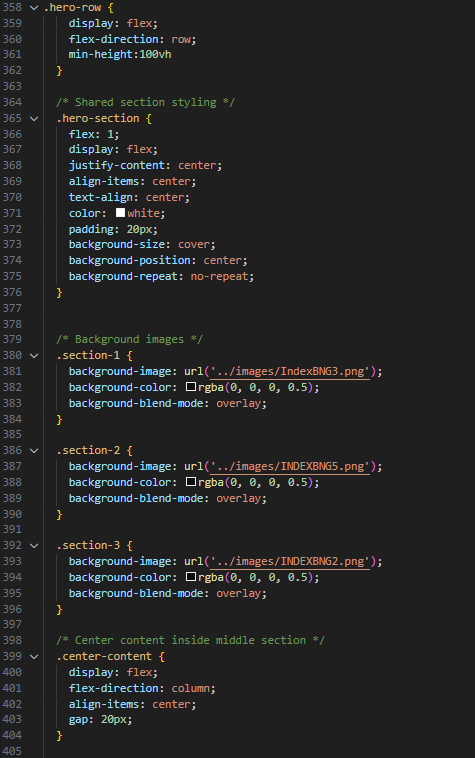 358 .hero-row {
359 display: flex;
360 flex-direction: row;
361 min-height:100vh
362 }
363
364 /* Shared section styling */
365 .hero-section {
366 flex: 1;
367 display: flex;
368 justify-content: center;
369 align-items: center;
370 text-align: center;
371 color: white;
372 padding: 20px;
373 background-size: cover;
374 background-position: center;
375 background-repeat: no-repeat;
376 }
377
378
379 /* Background images */
380 .section-1 {
381 background-image: url('../images/IndexBNG3.png');
382 background-color: rgba(0, 0, 0, 0.5);
383 background-blend-mode: overlay;
384 }
385
386 .section-2 {
387 background-image: url('../images/INDEXBNG5.png');
388 background-color: rgba(0, 0, 0, 0.5);
389 background-blend-mode: overlay;
390 }
391
392 .section-3 {
393 background-image: url('../images/INDEXBNG2.png');
394 background-color: rgba(0, 0, 0, 0.5);
395 background-blend-mode: overlay;
396 }
397
398 /* Center content inside middle section */
399 .center-content {
400 display: flex;
401 flex-direction: column;
402 align-items: center;
403 gap: 20px;
404 }
405